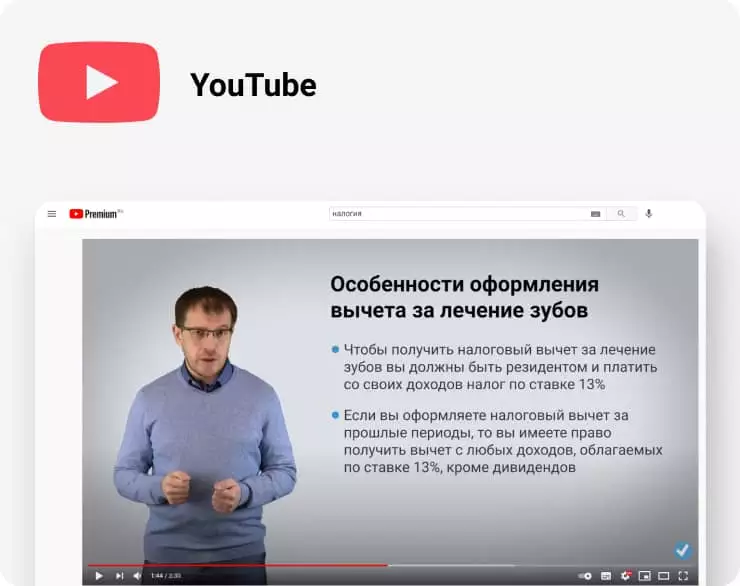 YouTube
Premium RU
налогия
Особенности оформления
вычета за лечение зубов
Чтобы получить налоговый вычет за лечение
зубов вы должны быть резидентом и платить
со своих доходов налог по ставке 13%
Если вы оформляете налоговый вычет за
прошлые периоды, то вы имеете право
получить вычет с любых доходов, облагаемых
по ставке 13%, кроме дивидендов
1:44 / 2:30